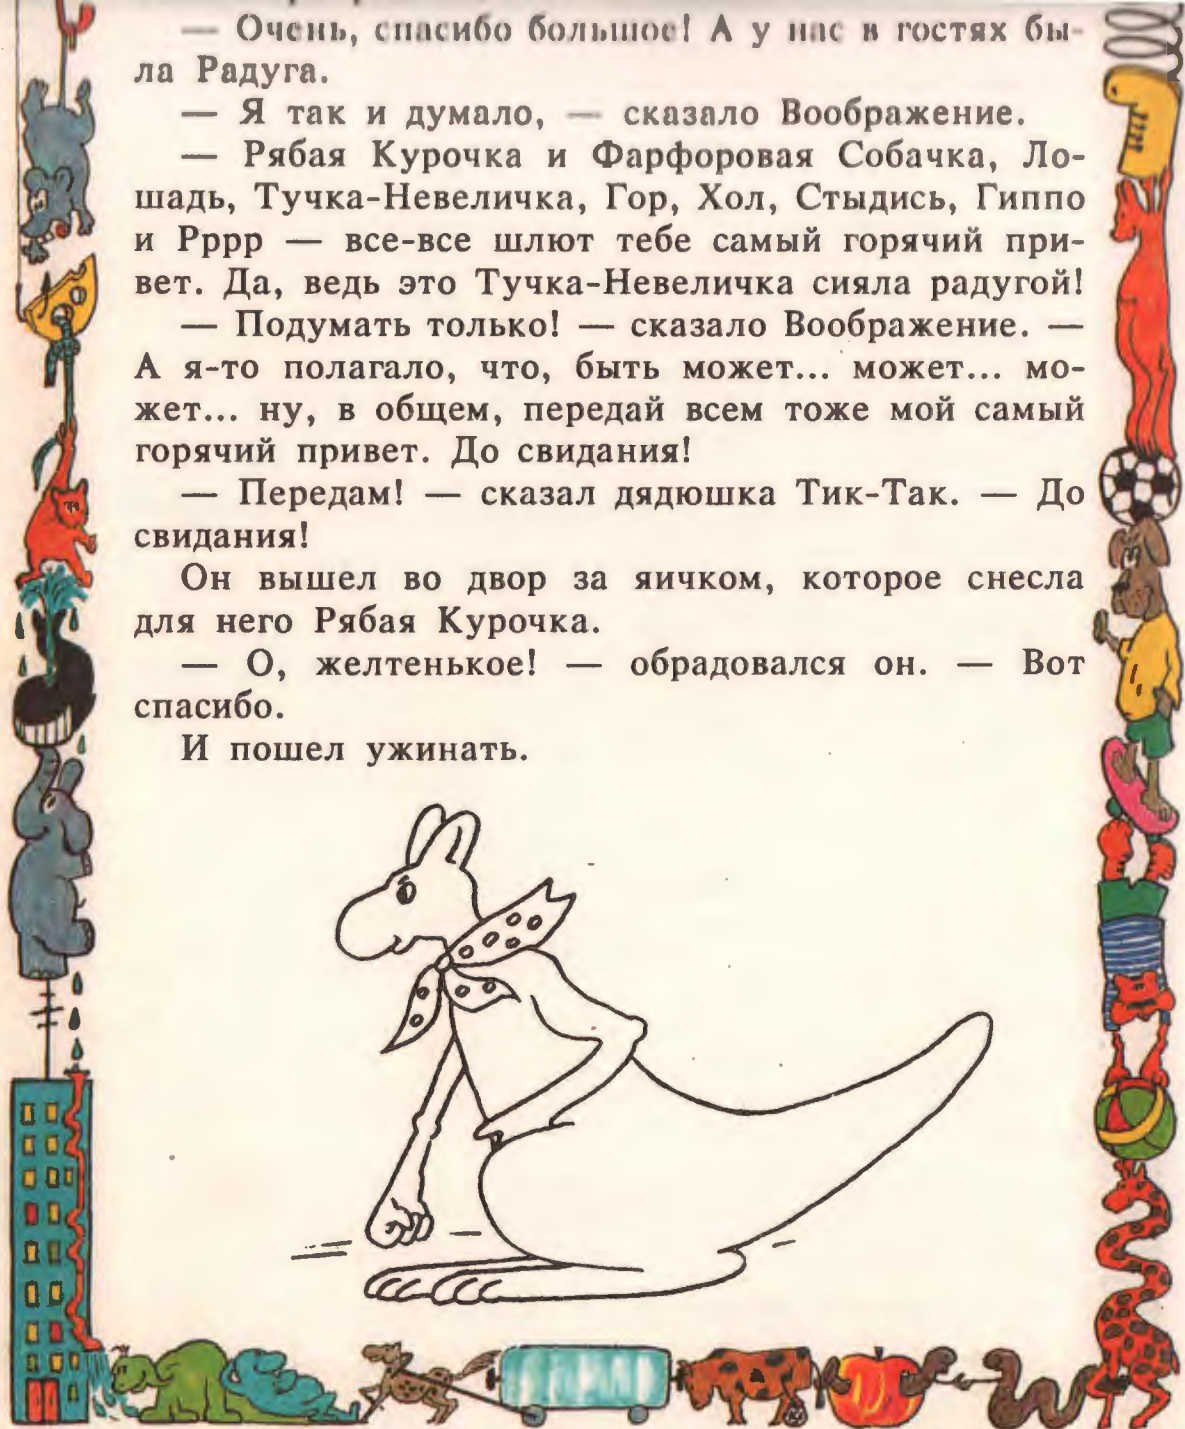 — Очень, спасибо большое! А у нас в гостях бы-
ла Радуга.
— Я так и думало, — сказало Воображение.
— Рябая Курочка и Фарфоровая Собачка, Ло-
шадь, Тучка-Невеличка, Гор, Хол, Стыдись, Гиппо
и Рррр — все-все шлют тебе самый горячий при-
вет. Да, ведь это Тучка-Невеличка сияла радугой!
— Подумать только! — сказало Воображение. —
А я-то полагало, что, быть может... может... мо-
жет... ну, в общем, передай всем тоже мой самый
горячий привет. До свидания!
— Передам! — сказал дядюшка Тик-Так. — До
свидания!
Он вышел во двор за яичком, которое снесла
для него Рябая Курочка.
— О, желтенькое! — обрадовался он. — Вот
спасибо.
И пошел ужинать.